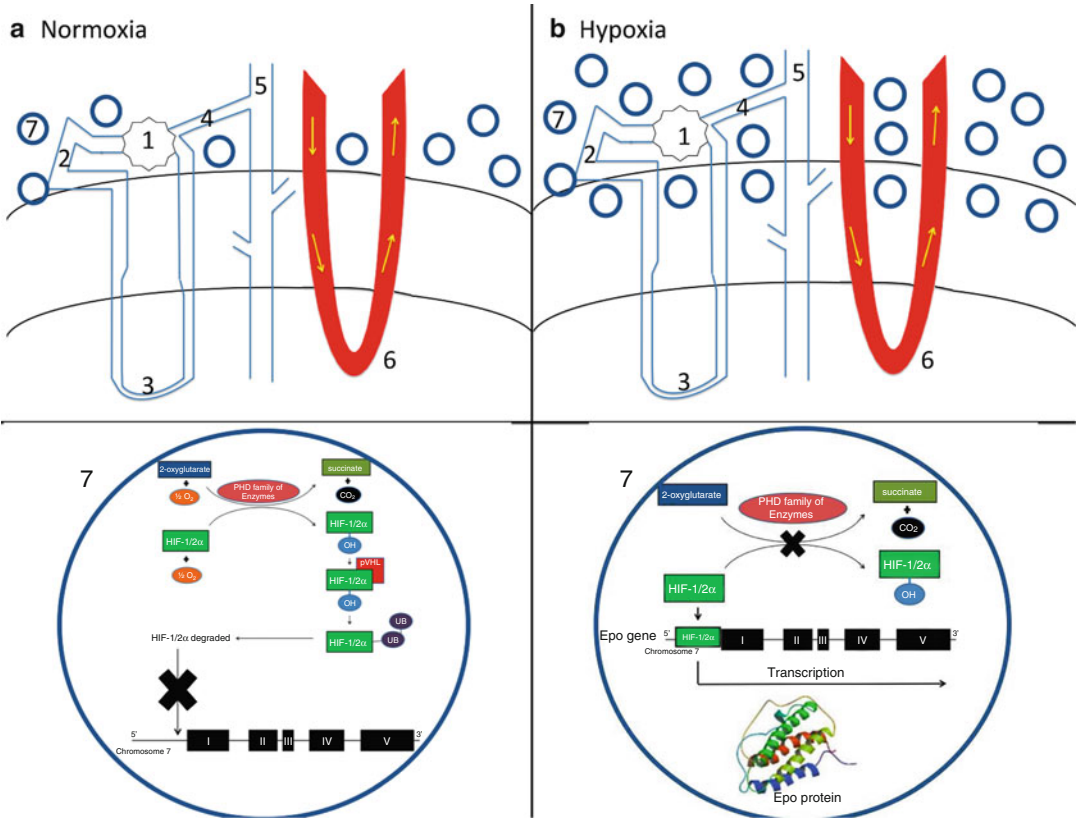 a Normoxia
5
4
7
1
2
3
6
b Hypoxia
5
4
7
1
2
3
6
7
2-oxyglutarate
½ O₂
PHD family of
Enzymes
succinate
CO₂
HIF-1/2α
½ O₂
HIF-1/2α
OH
pVHL
HIF-1/2α
OH
HIF-1/2α degraded
HIF-1/2α
UB
UB
5'
3'
Chromosome 7
I
II
III
IV
V
7
2-oxyglutarate
PHD family of
Enzymes
succinate
CO₂
HIF-1/2α
HIF-1/2α
OH
Epo gene
5'
HIF-1/2α
I
II
III
IV
V
3'
Chromosome 7
Transcription
Epo protein